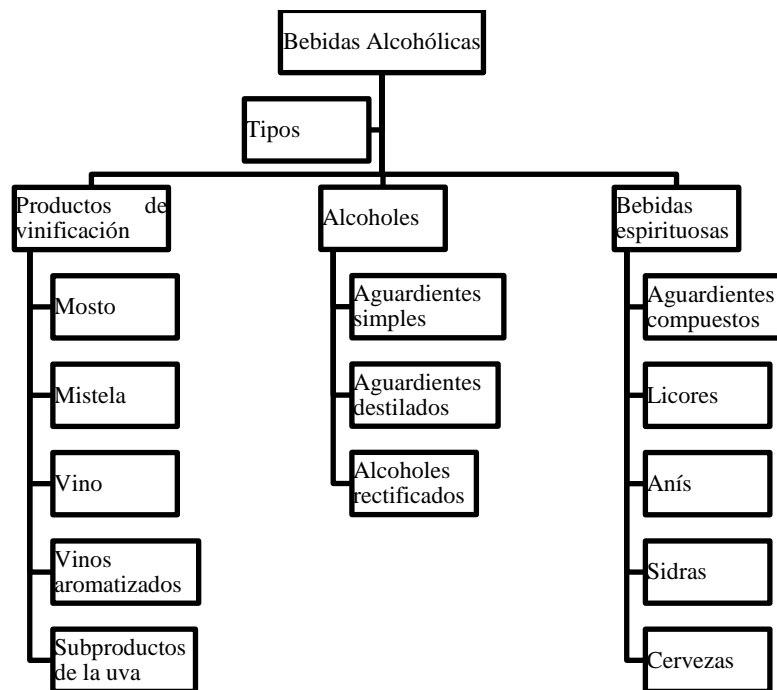 Bebidas Alcohólicas
Tipos
Productos de
vinificación
Mosto
Mistela
Vino
Vinos
aromatizados
Subproductos
de la uva
Alcoholes
Aguardientes
simples
Aguardientes
destilados
Alcoholes
rectificados
Bebidas
espirituosas
Aguardientes
compuestos
Licores
Anís
Sidras
Cervezas